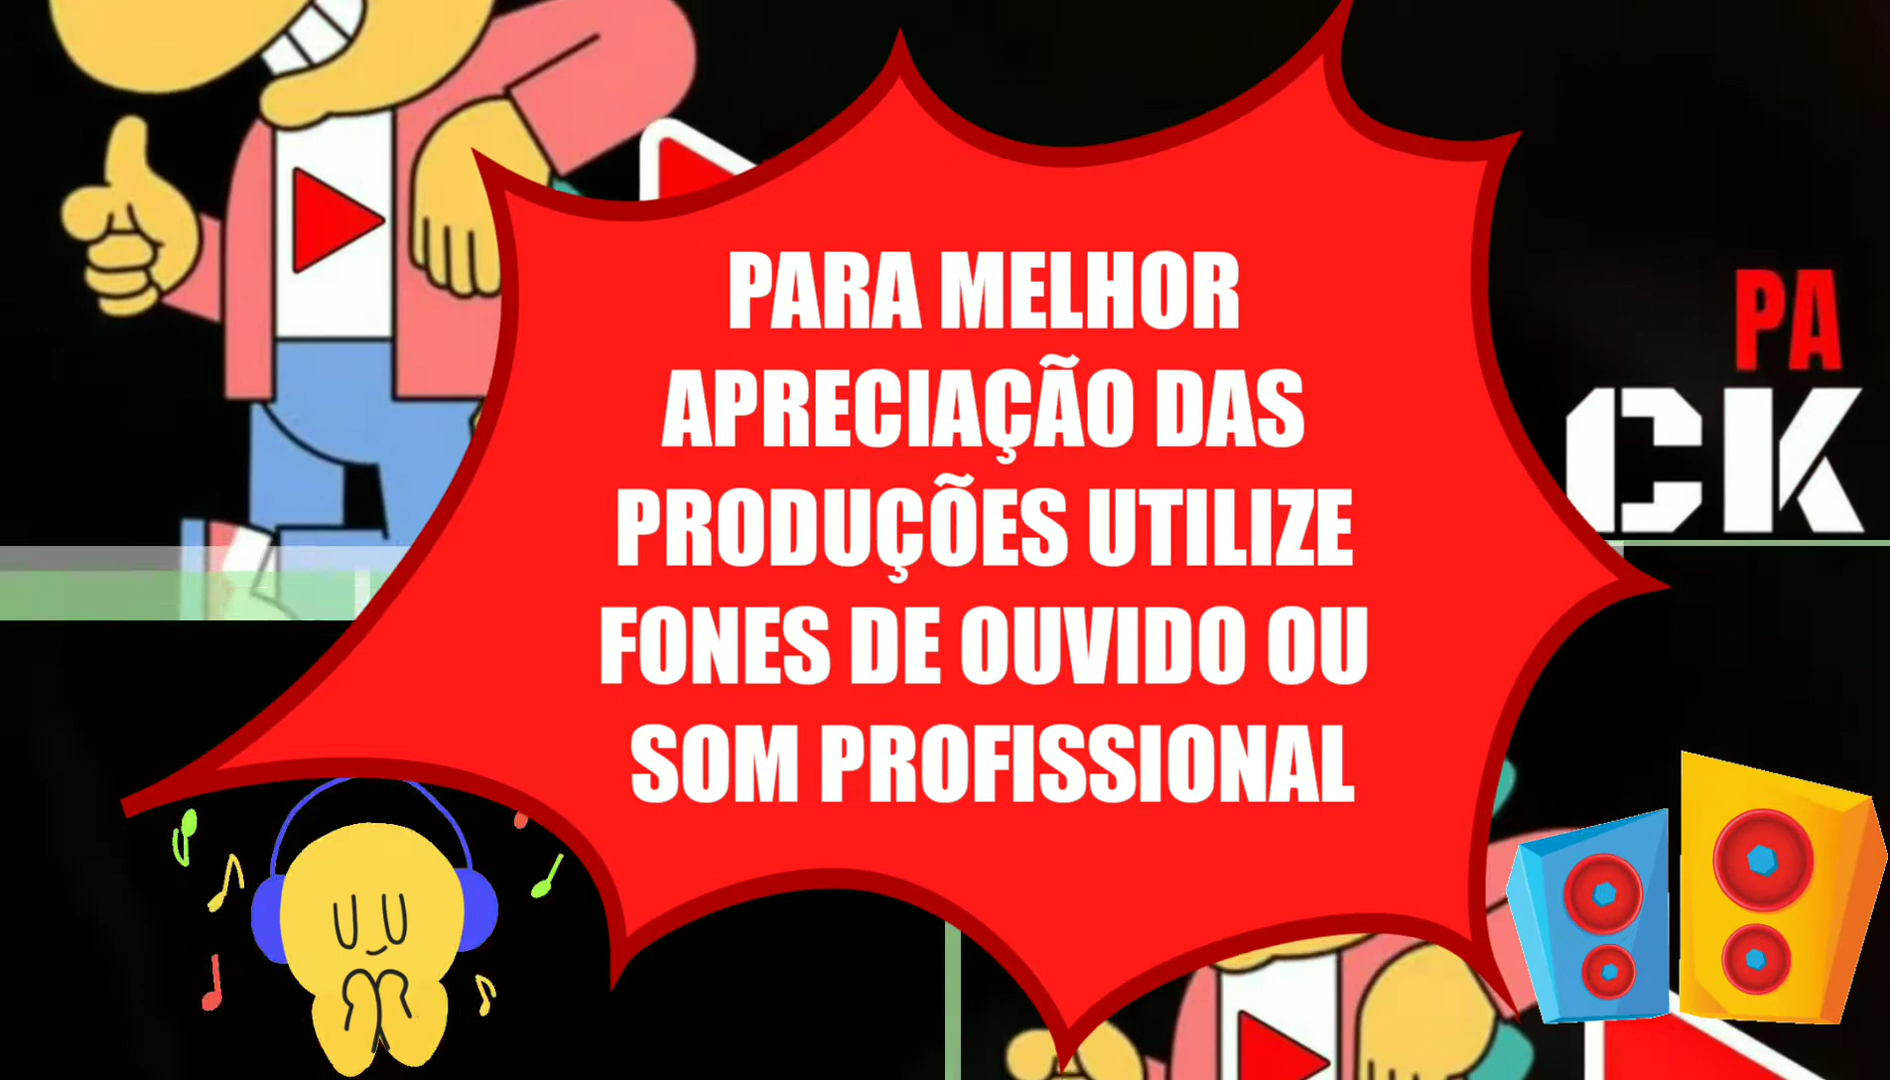 PARA MELHOR
APRECIAÇÃO DAS
PRODUÇÕES UTILIZE
FONES DE OUVIDO OU
SOM PROFISSIONAL
PA
CK